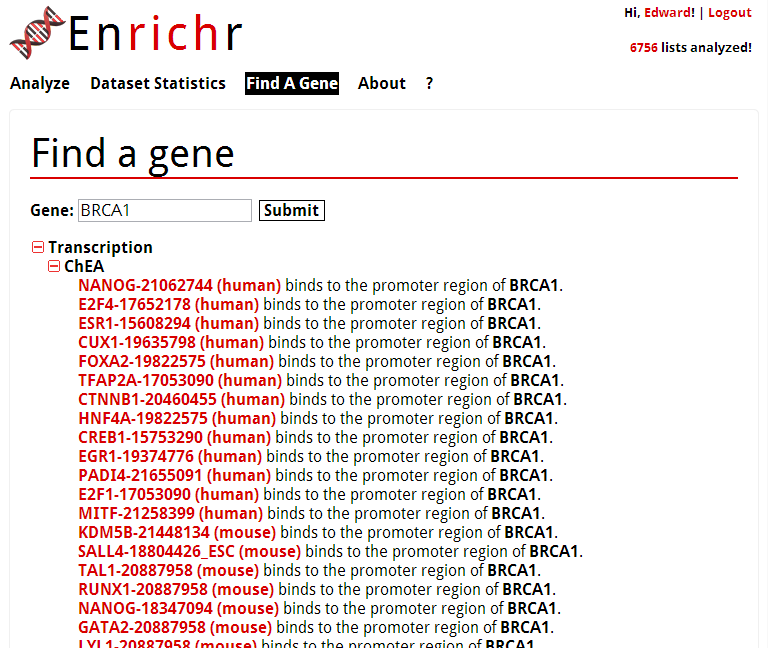 Enrichr
Hi, Edward! | Logout
6756 lists analyzed!
Analyze Dataset Statistics Find A Gene About ?
Find a gene
Gene: BRCA1 Submit
Transcription
ChEA
NANOG-21062744 (human) binds to the promoter region of BRCA1.
E2F4-17652178 (human) binds to the promoter region of BRCA1.
ESR1-15608294 (human) binds to the promoter region of BRCA1.
CUX1-19635798 (human) binds to the promoter region of BRCA1.
FOXA2-19822575 (human) binds to the promoter region of BRCA1.
TFAP2A-17053090 (human) binds to the promoter region of BRCA1.
CTNNB1-20460455 (human) binds to the promoter region of BRCA1.
HNF4A-19822575 (human) binds to the promoter region of BRCA1.
CREB1-15753290 (human) binds to the promoter region of BRCA1.
EGR1-19374776 (human) binds to the promoter region of BRCA1.
PADI4-21655091 (human) binds to the promoter region of BRCA1.
E2F1-17053090 (human) binds to the promoter region of BRCA1.
MITF-21258399 (human) binds to the promoter region of BRCA1.
KDM5B-21448134 (mouse) binds to the promoter region of BRCA1.
SALL4-18804426_ESC (mouse) binds to the promoter region of BRCA1.
TAL1-20887958 (mouse) binds to the promoter region of BRCA1.
RUNX1-20887958 (mouse) binds to the promoter region of BRCA1.
NANOG-18347094 (mouse) binds to the promoter region of BRCA1.
GATA2-20887958 (mouse) binds to the promoter region of BRCA1.
LYL1-20887958 (mouse) binds to the promoter region of BRCA1.